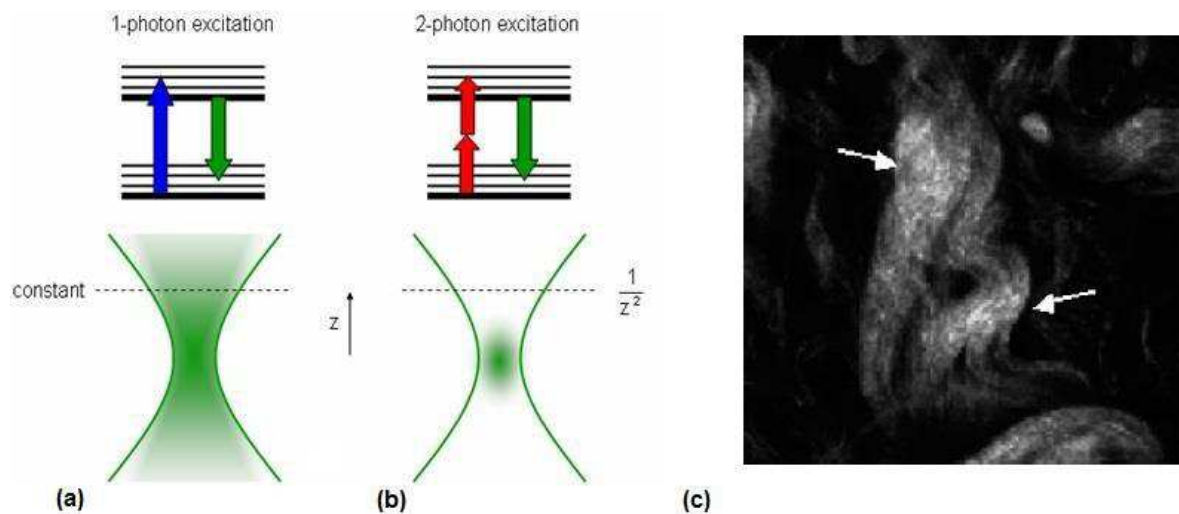 1-photon excitation
2-photon excitation
constant
z
1
z²
(a)
(b)
(c)